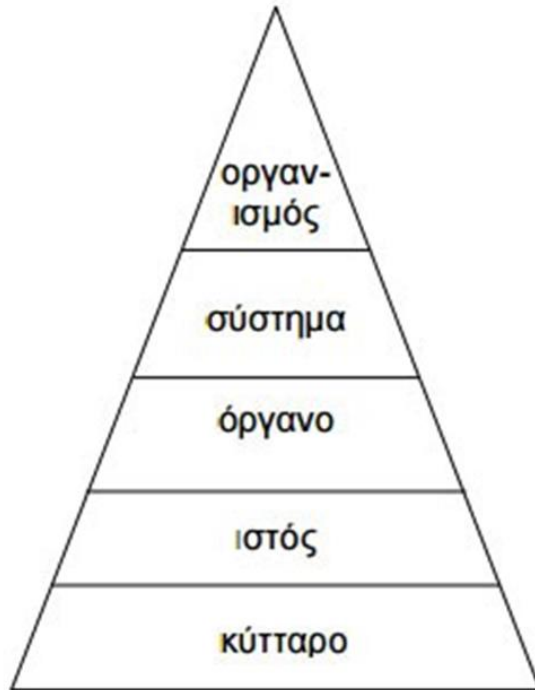 οργαν-
ισμός
σύστημα
όργανο
ιστός
κύτταρο